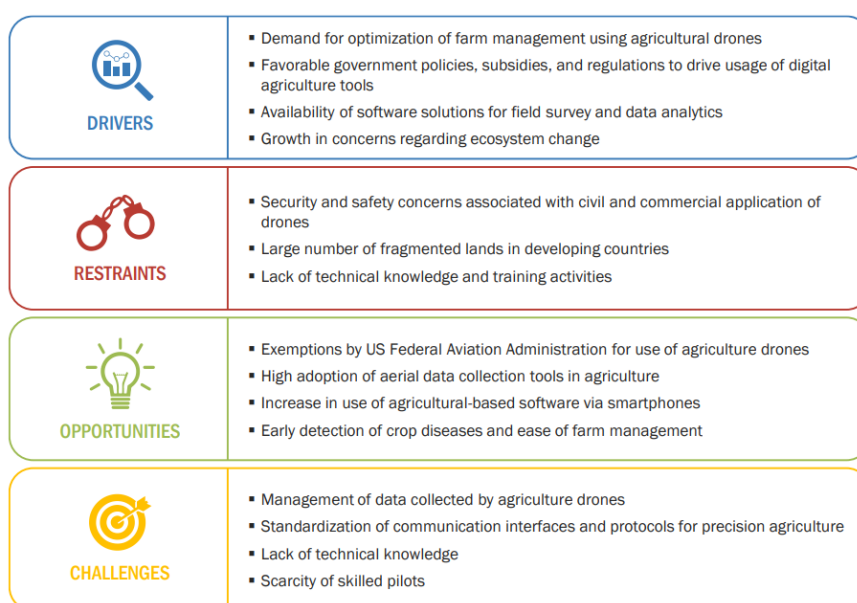 ▪ Demand for optimization of farm management using agricultural drones
▪ Favorable government policies, subsidies, and regulations to drive usage of digital
agriculture tools
▪ Availability of software solutions for field survey and data analytics
▪ Growth in concerns regarding ecosystem change
DRIVERS
▪ Security and safety concerns associated with civil and commercial application of
drones
▪ Large number of fragmented lands in developing countries
▪ Lack of technical knowledge and training activities
RESTRAINTS
▪ Exemptions by US Federal Aviation Administration for use of agriculture drones
▪ High adoption of aerial data collection tools in agriculture
▪ Increase in use of agricultural-based software via smartphones
▪ Early detection of crop diseases and ease of farm management
OPPORTUNITIES
▪ Management of data collected by agriculture drones
▪ Standardization of communication interfaces and protocols for precision agriculture
▪ Lack of technical knowledge
▪ Scarcity of skilled pilots
CHALLENGES